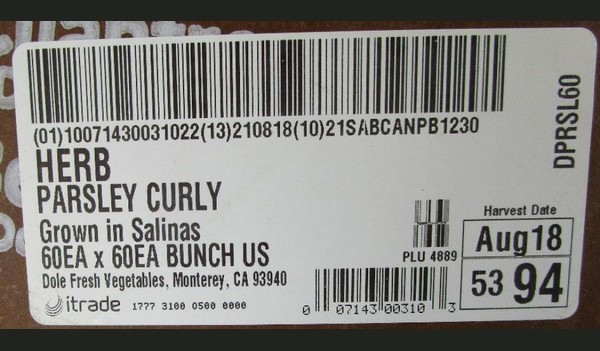 (01)10071430031022(13)210818(10)21SABCANPB1230
DPRSL60
HERB
PARSLEY CURLY
Grown in Salinas
60EA x 60EA BUNCH US
Dole Fresh Vegetables, Monterey, CA 93940
itrade 1777 3100 0500 0000
PLU 4889
0 07143 00310 3
Harvest Date
Aug18
53 94